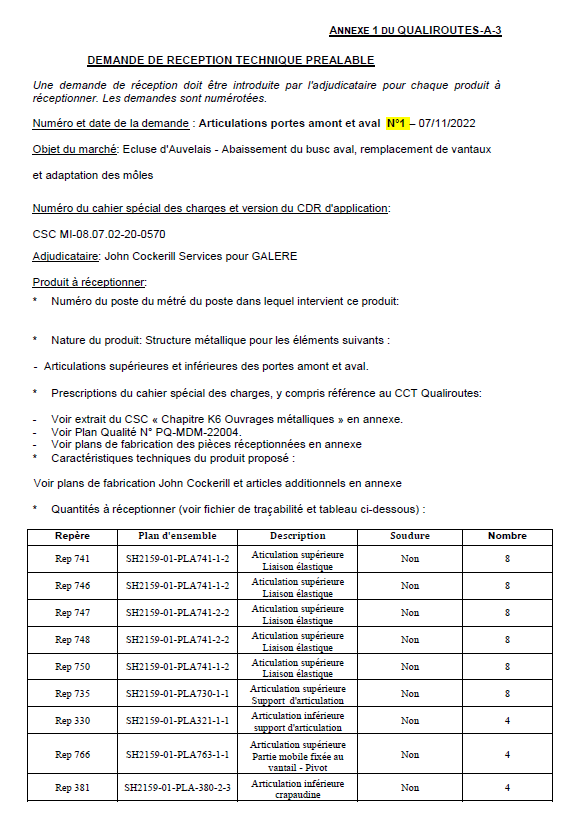 ANNEXE 1 DU QUALIROUTES-A-3
DEMANDE DE RECEPTION TECHNIQUE PREALABLE
Une demande de réception doit être introduite par l'adjudicataire pour chaque produit à
réceptionner. Les demandes sont numérotées.
Numéro et date de la demande : Articulations portes amont et aval N°1 – 07/11/2022
Objet du marché: Ecluse d'Auvelais - Abaissement du busc aval, remplacement de vantaux
et adaptation des môles
Numéro du cahier spécial des charges et version du CDR d'application:
CSC MI-08.07.02-20-0570
Adjudicataire: John Cockerill Services pour GALERE
Produit à réceptionner:
* Numéro du poste du métré du poste dans lequel intervient ce produit:
* Nature du produit: Structure métallique pour les éléments suivants :
- Articulations supérieures et inférieures des portes amont et aval.
* Prescriptions du cahier spécial des charges, y compris référence au CCT Qualiroutes:
- Voir extrait du CSC « Chapitre K6 Ouvrages métalliques » en annexe.
- Voir Plan Qualité N° PQ-MDM-22004.
- Voir plans de fabrication des pièces réceptionnées en annexe
* Caractéristiques techniques du produit proposé :
Voir plans de fabrication John Cockerill et articles additionnels en annexe
* Quantités à réceptionner (voir fichier de traçabilité et tableau ci-dessous) :
Repère Plan d'ensemble Description Soudure Nombre
Rep 741 SH2159-01-PLA741-1-2 Aticulation supérieure Liaison élastique Non 8
Rep 746 SH2159-01-PLA741-1-2 Aticulation supérieure Liaison élastique Non 8
Rep 747 SH2159-01-PLA741-2-2 Aticulation supérieure Liaison élastique Non 8
Rep 748 SH2159-01-PLA741-2-2 Aticulation supérieure Liaison élastique Non 8
Rep 750 SH2159-01-PLA741-1-2 Aticulation supérieure Liaison élastique Non 8
Rep 735 SH2159-01-PLA730-1-1 Articulation supérieure Support d'articulation Non 8
Rep 330 SH2159-01-PLA321-1-1 Articulation inférieure support d'articulation Non 4
Rep 766 SH2159-01-PLA763-1-1 Articulation supérieure Partie mobile fixée au vantail - Pivot Non 4
Rep 381 SH2159-01-PLA-380-2-3 Articulation inférieure crapaudine Non 4